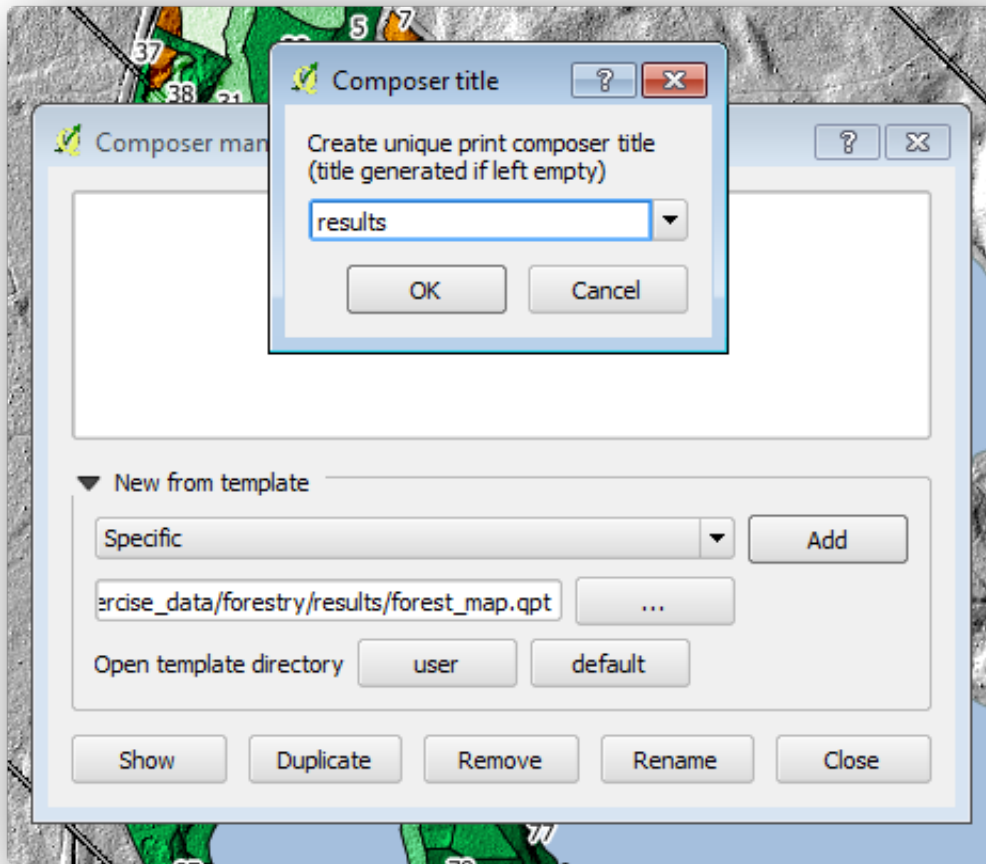 5
7
37
38
Composer title
Create unique print composer title
(title generated if left empty)
results
OK
Cancel
Composer man
New from template
Specific
Add
ercise_data/forestry/results/forest_map.qpt
...
Open template directory
user
default
Show
Duplicate
Remove
Rename
Close